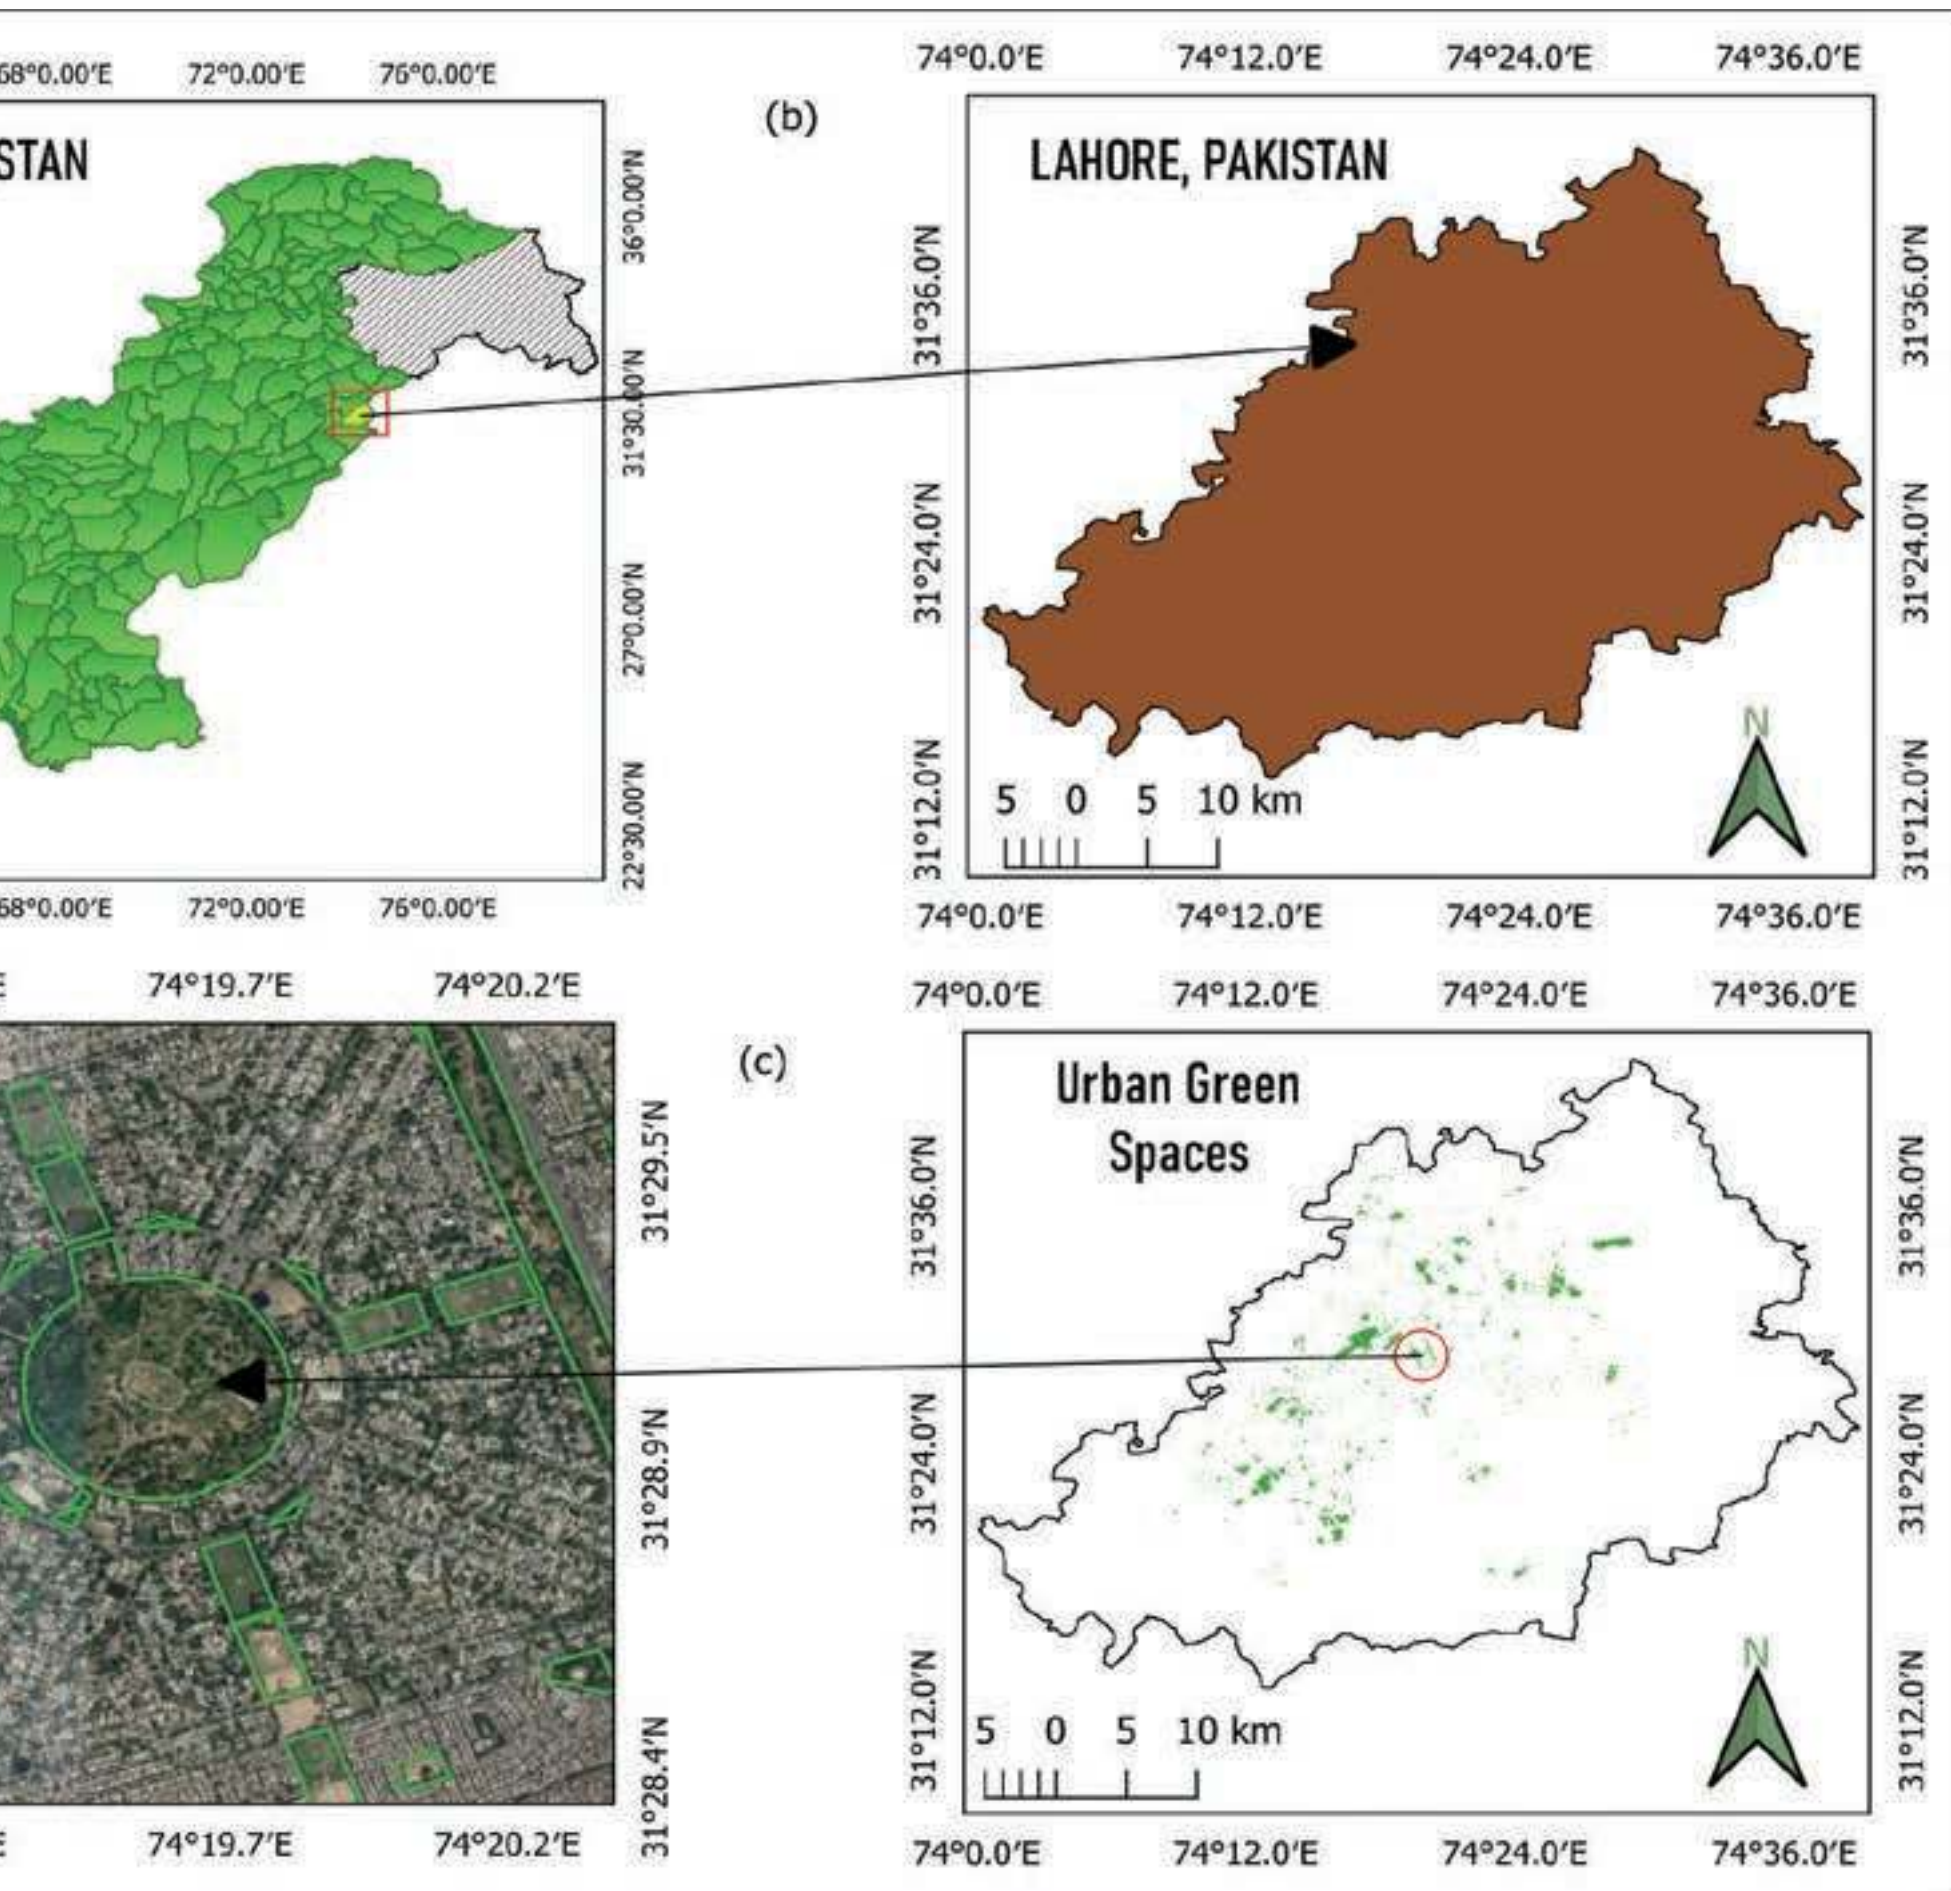 68°0.00'E 72°0.00'E 76°0.00'E
STAN
36°0.00'N
31°30.00'N
27°0.00'N
22°30.00'N
68°0.00'E 72°0.00'E 76°0.00'E
(b)
74°0.0'E 74°12.0'E 74°24.0'E 74°36.0'E
LAHORE, PAKISTAN
31°36.0'N
31°24.0'N
31°12.0'N
31°36.0'N
31°24.0'N
31°12.0'N
N
5 0 5 10 km
74°0.0'E 74°12.0'E 74°24.0'E 74°36.0'E
E 74°19.7'E 74°20.2'E
31°29.5'N
31°28.9'N
31°28.4'N
E 74°19.7'E 74°20.2'E
(c)
74°0.0'E 74°12.0'E 74°24.0'E 74°36.0'E
Urban Green
Spaces
31°36.0'N
31°24.0'N
31°12.0'N
31°36.0'N
31°24.0'N
31°12.0'N
N
5 0 5 10 km
74°0.0'E 74°12.0'E 74°24.0'E 74°36.0'E